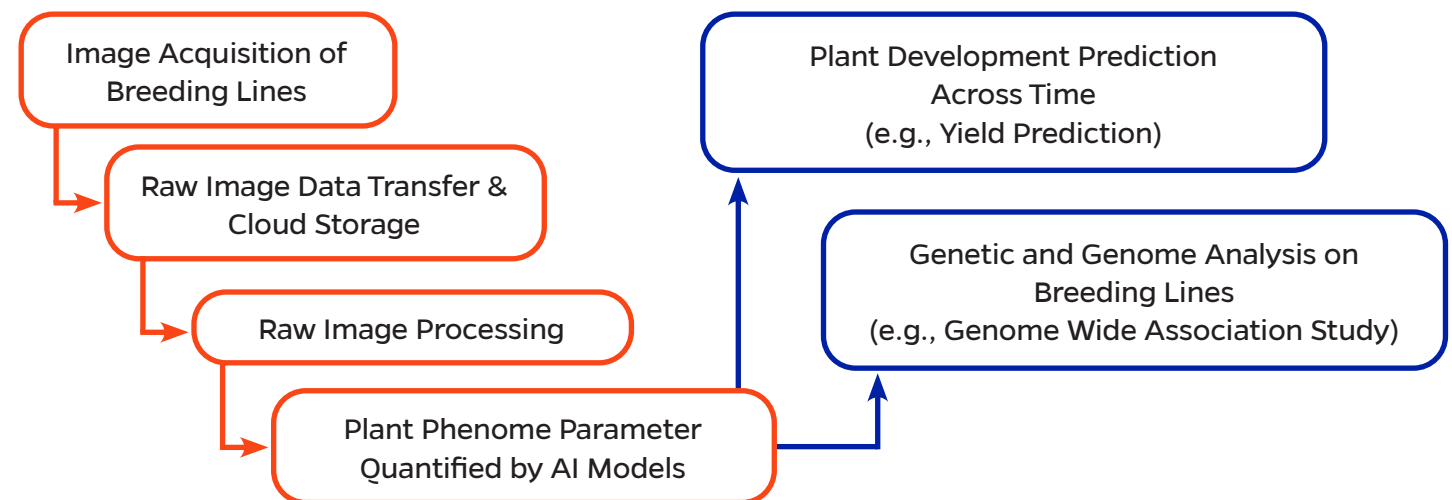 Image Acquisition of
Breeding Lines
Raw Image Data Transfer &
Cloud Storage
Raw Image Processing
Plant Phenome Parameter
Quantified by AI Models
Plant Development Prediction
Across Time
(e.g., Yield Prediction)
Genetic and Genome Analysis on
Breeding Lines
(e.g., Genome Wide Association Study)